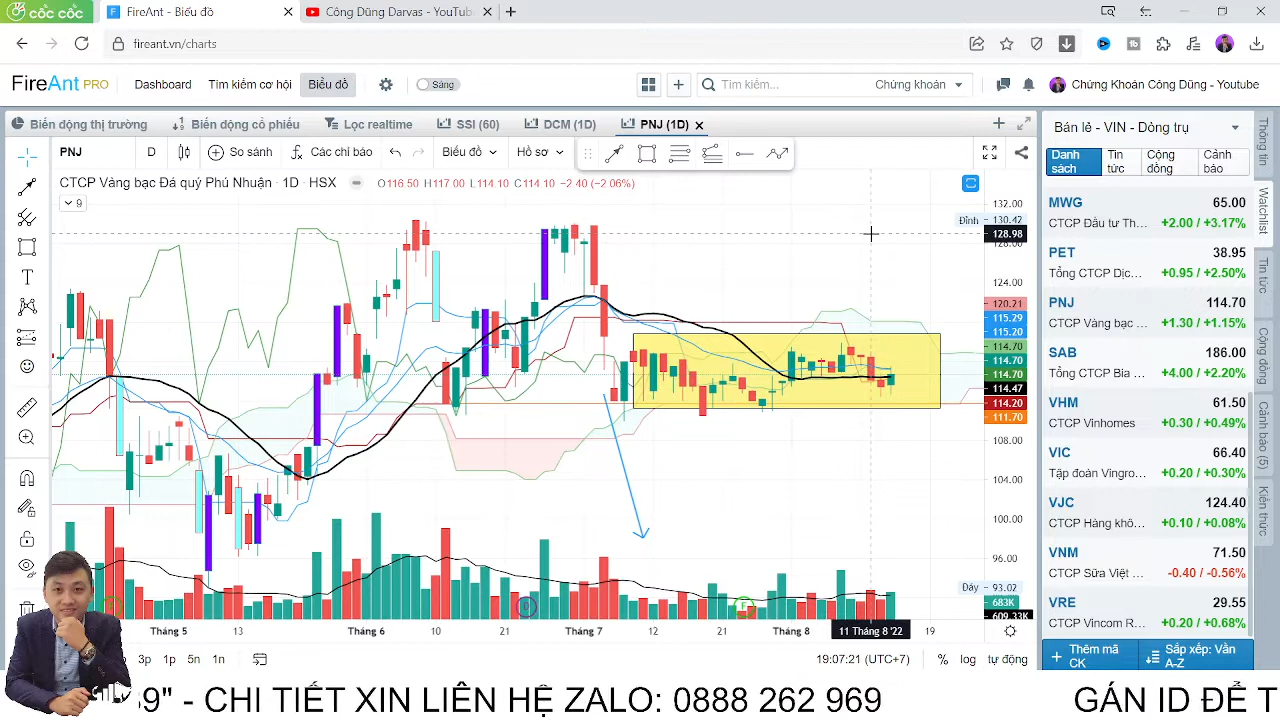 cốc cốc
FireAnt - Biểu đồ
Công Dũng Darvas - YouTub
fireant.vn/charts
FireAnt PRO
Dashboard
Tìm kiếm cơ hội
Biểu đồ
Sáng
Tìm kiếm...
Chứng khoán
Chứng Khoán Công Dũng - Youtube
Biến động thị trường
Biến động cổ phiếu
Lọc realtime
SSI (60)
DCM (1D)
PNJ (1D)
PNJ
D
So sánh
Các chỉ báo
Biểu đồ
Hồ sơ
CTCP Vàng bạc Đá quý Phú Nhuận · 1D · HSX
O116.50 H117.00 L114.10 C114.10 −2.40 (−2.06%)
9
132.00
Đỉnh 130.42
128.98
128.00
124.00
120.21
115.29
115.20
114.70
114.70
114.70
114.47
114.20
111.70
108.00
104.00
100.00
96.00
Đáy 93.02
683K
609.33K
Tháng 5
13
Tháng 6
10
21
Tháng 7
12
21
Tháng 8
11 Tháng 8 '22
19
3p
1p
5n
1n
19:07:21 (UTC+7)
%
log
tự động
Bán lẻ - VIN - Dòng trụ
Danh sách
Tin tức
Cộng đồng
Cảnh báo
MWG 65.00
CTCP Đầu tư Th... +2.00 / +3.17%
PET 38.95
Tổng CTCP Dịc... +0.95 / +2.50%
PNJ 114.70
CTCP Vàng bạc ... +1.30 / +1.15%
SAB 186.00
Tổng CTCP Bia ... +4.00 / +2.20%
VHM 61.50
CTCP Vinhomes +0.30 / +0.49%
VIC 66.40
Tập đoàn Vingro... +0.20 / +0.30%
VJC 124.40
CTCP Hàng khô... +0.10 / +0.08%
VNM 71.50
CTCP Sữa Việt ... -0.40 / -0.56%
VRE 29.55
CTCP Vincom R... +0.20 / +0.68%
Thêm mã CK
Sắp xếp: Vần A-Z
Thông tin
Watchlist
Tin tức
Cộng đồng
Cảnh báo (5)
Kiến thức
39" - CHI TIẾT XIN LIÊN HỆ ZALO: 0888 262 969
GÁN ID ĐỂ T